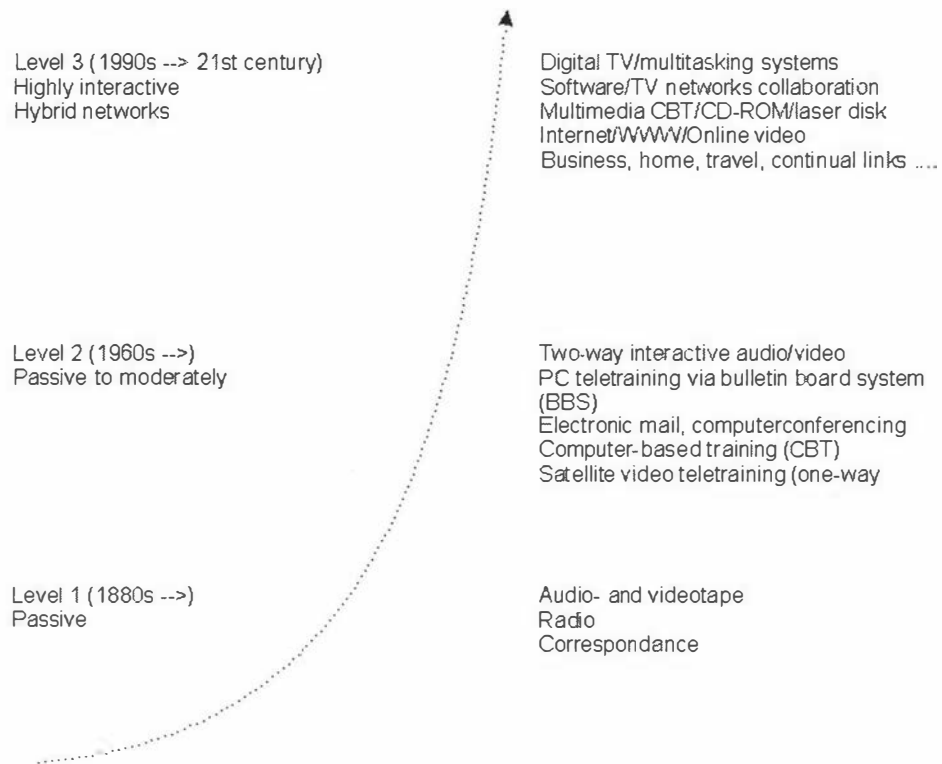 Level 3 (1990s --> 21st century)
Highly interactive
Hybrid networks
Digital TV/multitasking systems
Software/TV networks collaboration
Multimedia CBT/CD-ROM/laser disk
Internet/WWW/Online video
Business, home, travel, continual links ....
Level 2 (1960s -->)
Passive to moderately
Two-way interactive audio/video
PC teletraining via bulletin board system
(BBS)
Electronic mail, computerconferencing
Computer-based training (CBT)
Satellite video teletraining (one-way
Level 1 (1880s -->)
Passive
Audio- and videotape
Radio
Correspondance